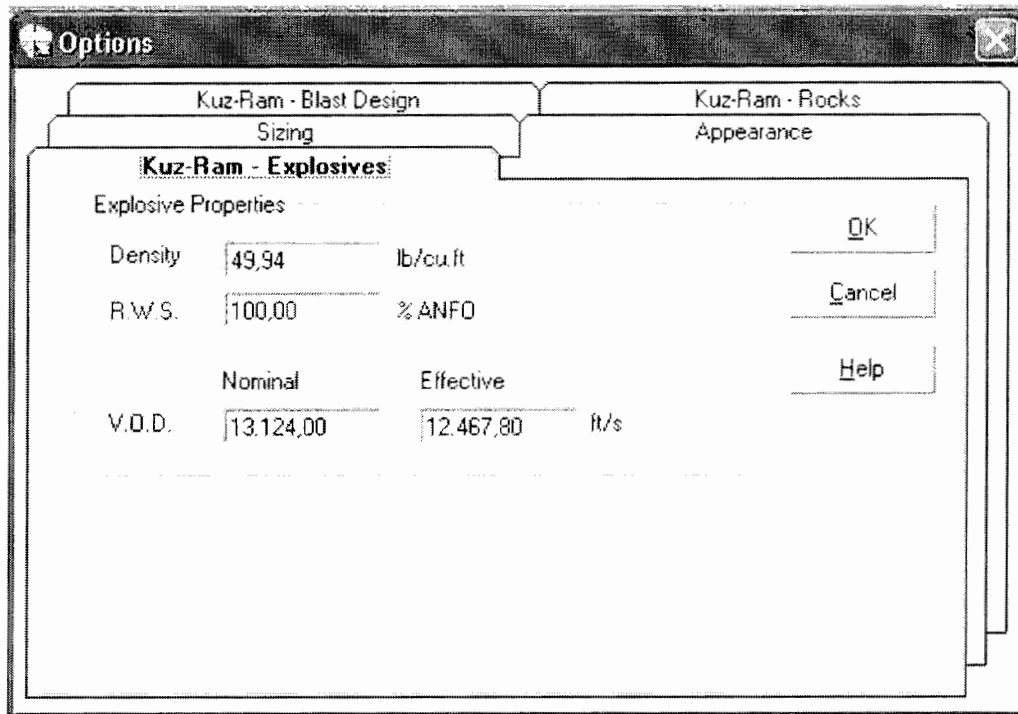 Options
Kuz-Ram - Blast Design Kuz-Ram - Rocks
Sizing Appearance
Kuz-Ram - Explosives
Explosive Properties
OK
Density 49,94 lb/cu.ft
Cancel
R.W.S. 100,00 % ANFO
Help
Nominal Effective
V.O.D. 13.124,00 12.467,80 ft/s